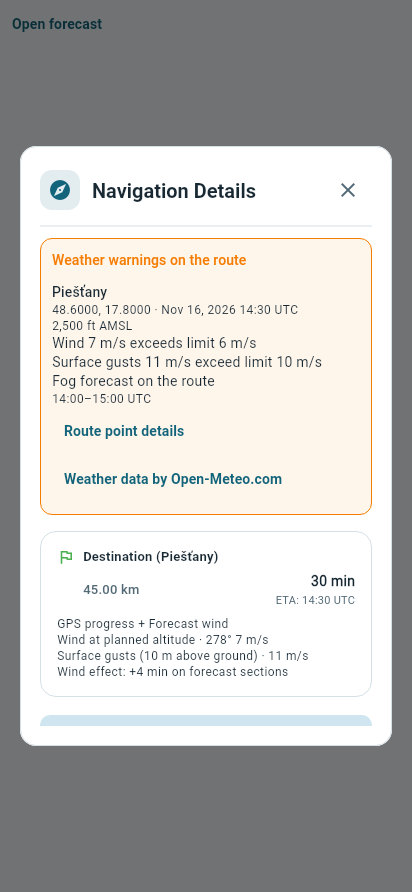 Open forecast
Navigation Details
Weather warnings on the route
Piešťany
48.6000, 17.8000 · Nov 16, 2026 14:30 UTC
2,500 ft AMSL
Wind 7 m/s exceeds limit 6 m/s
Surface gusts 11 m/s exceed limit 10 m/s
Fog forecast on the route
14:00–15:00 UTC
Route point details
Weather data by Open-Meteo.com
Destination (Piešťany)
45.00 km
30 min
ETA: 14:30 UTC
GPS progress + Forecast wind
Wind at planned altitude · 278° 7 m/s
Surface gusts (10 m above ground) · 11 m/s
Wind effect: +4 min on forecast sections